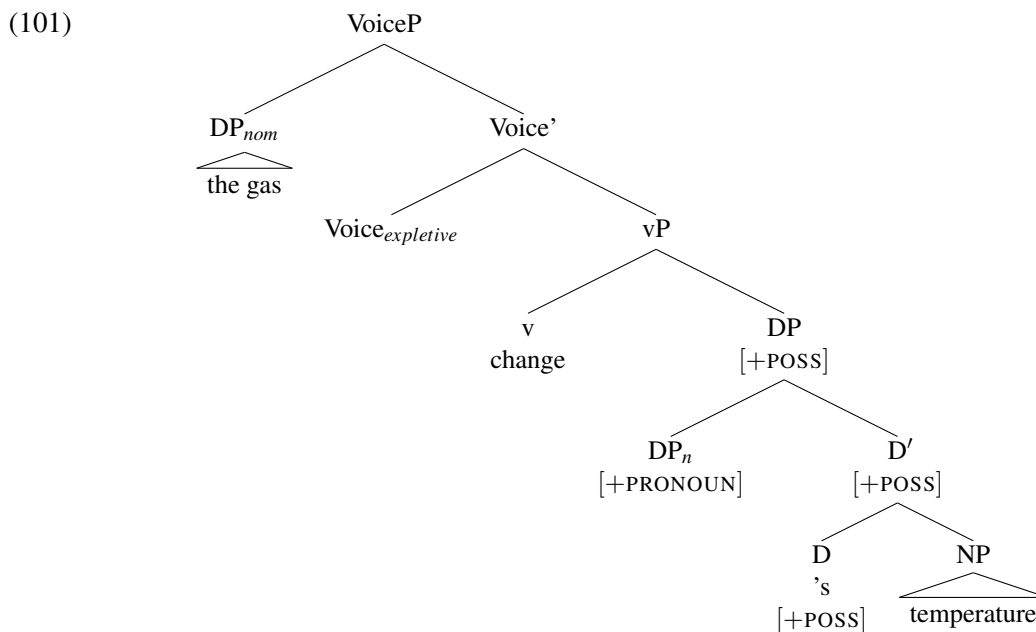 (101) VoiceP
DP_nom Voice'
the gas
Voice_expletive vP
v DP
change [+POSS]
DP_n D′
[+PRONOUN] [+POSS]
D NP
's temperature
[+POSS]